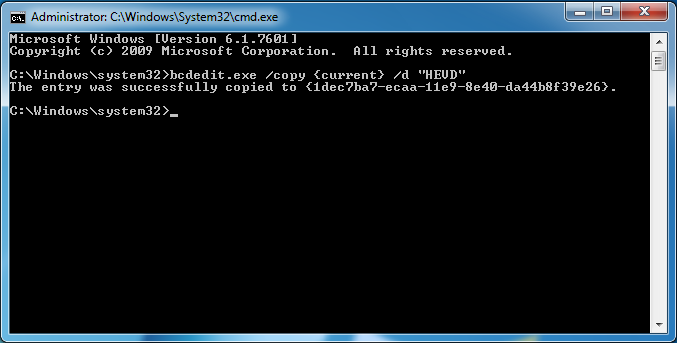 Administrator: C:\Windows\System32\cmd.exe
Microsoft Windows [Version 6.1.7601]
Copyright (c) 2009 Microsoft Corporation.  All rights reserved.
C:\Windows\system32>bcdedit.exe /copy {current} /d "HEVD"
The entry was successfully copied to {1dec7ba7-ecaa-11e9-8e40-da44b8f39e26}.
C:\Windows\system32>_